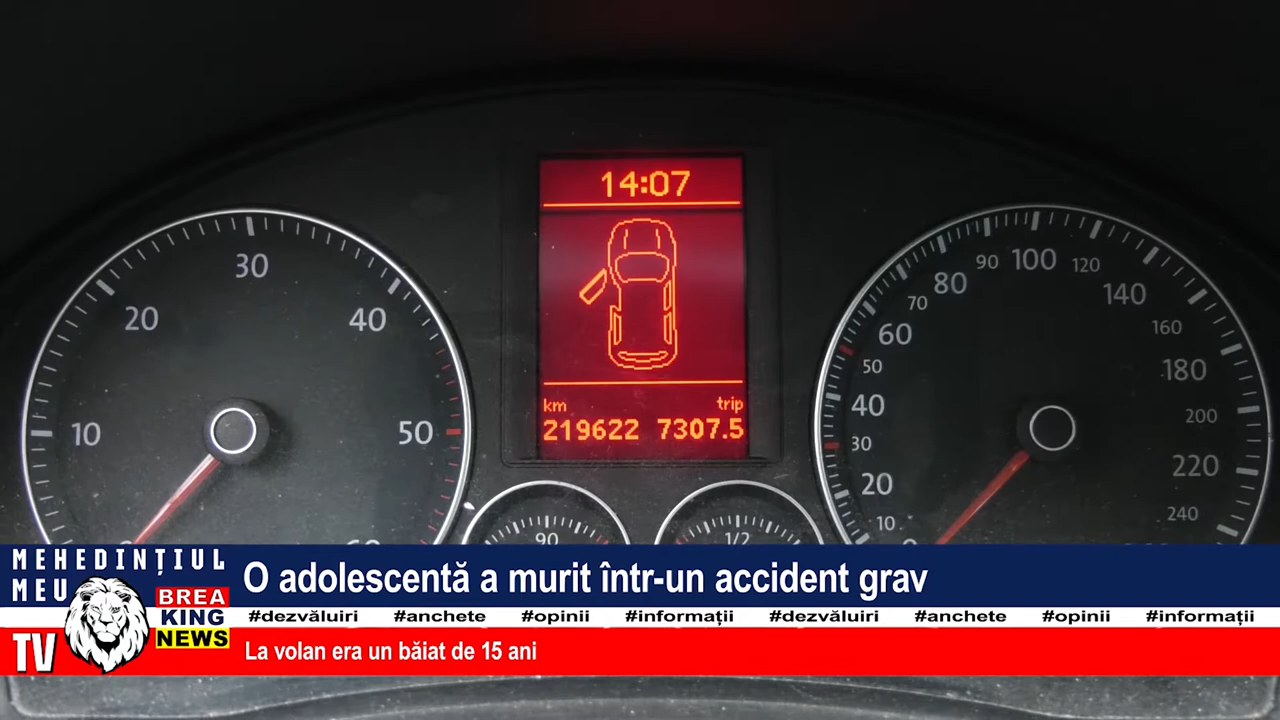 14:07
km trip
219622 7307.5
10
20
30
40
50
90
1/2
10
20
30
40
50
60
70
80
90
100
120
140
160
180
200
220
240
MEHEDINȚIUL
MEU
TV
BREA
KING
NEWS
O adolescentă a murit într-un accident grav
#dezvăluiri #anchete #opinii #informații #dezvăluiri #anchete #opinii #informații
La volan era un băiat de 15 ani